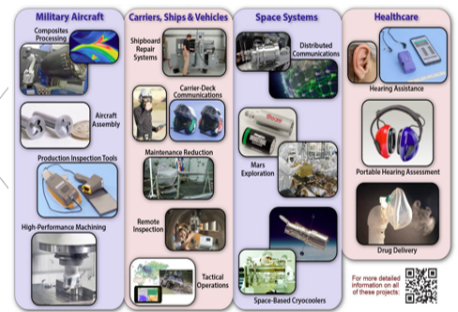 Military Aircraft
Composites
Processing
Aircraft
Assembly
Production Inspection Tools
High-Performance Machining
Carriers, Ships & Vehicles
Shipboard
Repair
Systems
Carrier-Deck
Communications
Maintenance Reduction
Remote
Inspection
Tactical
Operations
Space Systems
Distributed
Communications
Mars
Exploration
Space-Based Cryocoolers
Healthcare
Hearing Assistance
Portable Hearing Assessment
Drug Delivery
For more detailed
information on all
of these projects: